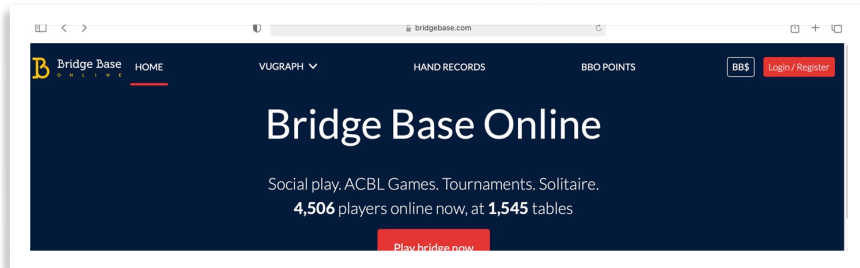 bridgebase.com
Bridge Base
ONLINE
HOME
VUGRAPH
HAND RECORDS
BBO POINTS
BB$
Login / Register
Bridge Base Online
Social play. ACBL Games. Tournaments. Solitaire.
4,506 players online now, at 1,545 tables
Play bridge now